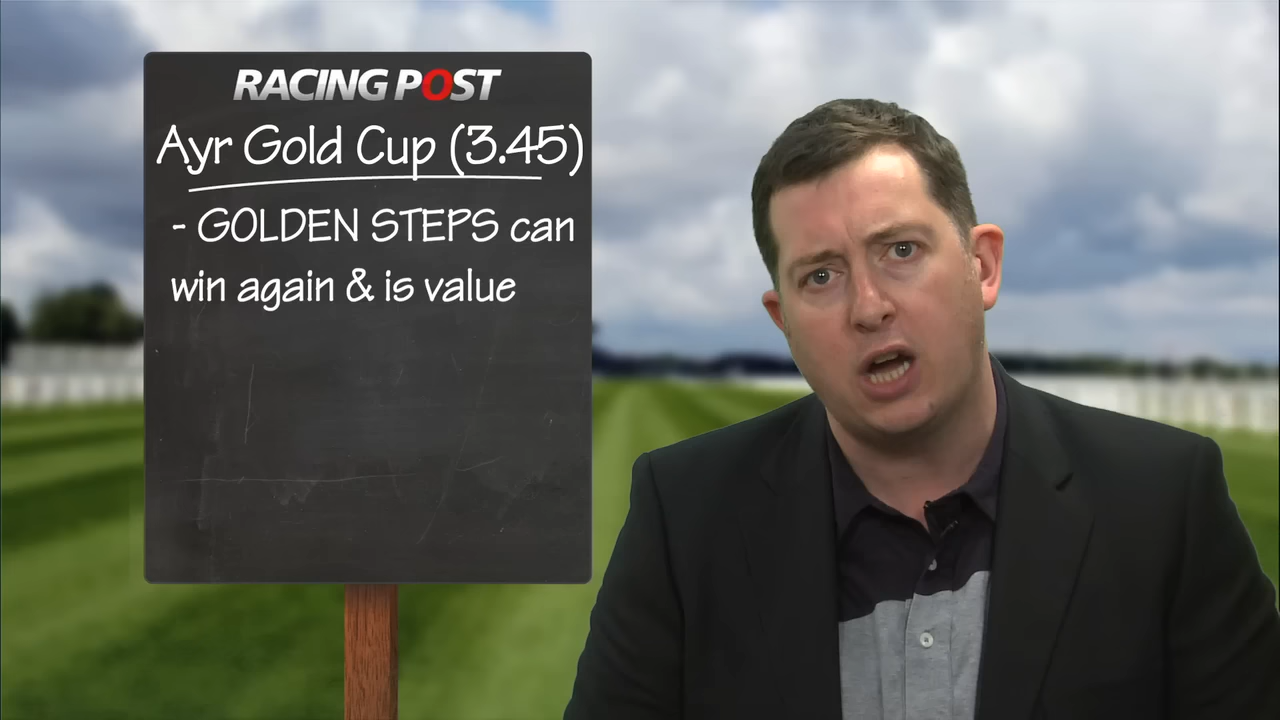 RACING POST
Ayr Gold Cup (3.45)
- GOLDEN STEPS can
win again & is value